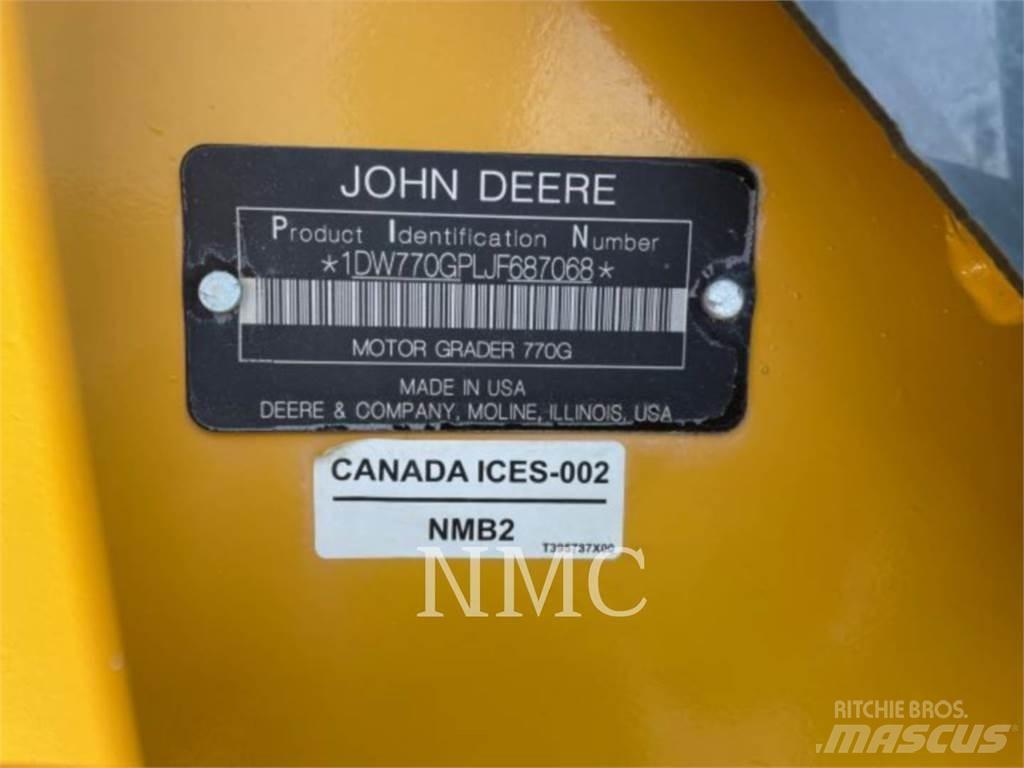 JOHN DEERE
Product Identification Number
*1DW770GPLJF687068*
MOTOR GRADER 770G
MADE IN USA
DEERE & COMPANY, MOLINE, ILLINOIS, USA
CANADA ICES-002
NMB2
T395787X00
NMC
RITCHIE BROS.
MASCUS